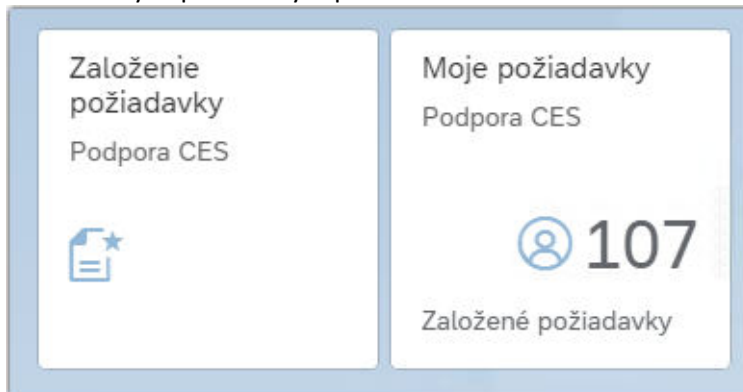 Založenie
požiadavky
Podpora CES
Moje požiadavky
Podpora CES
107
Založené požiadavky